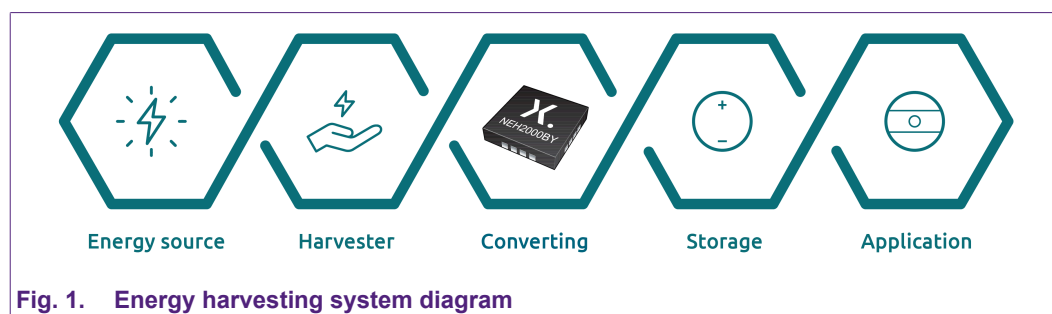 X.
NEH2000BY
+
−
Energy source
Harvester
Converting
Storage
Application
Fig. 1. Energy harvesting system diagram